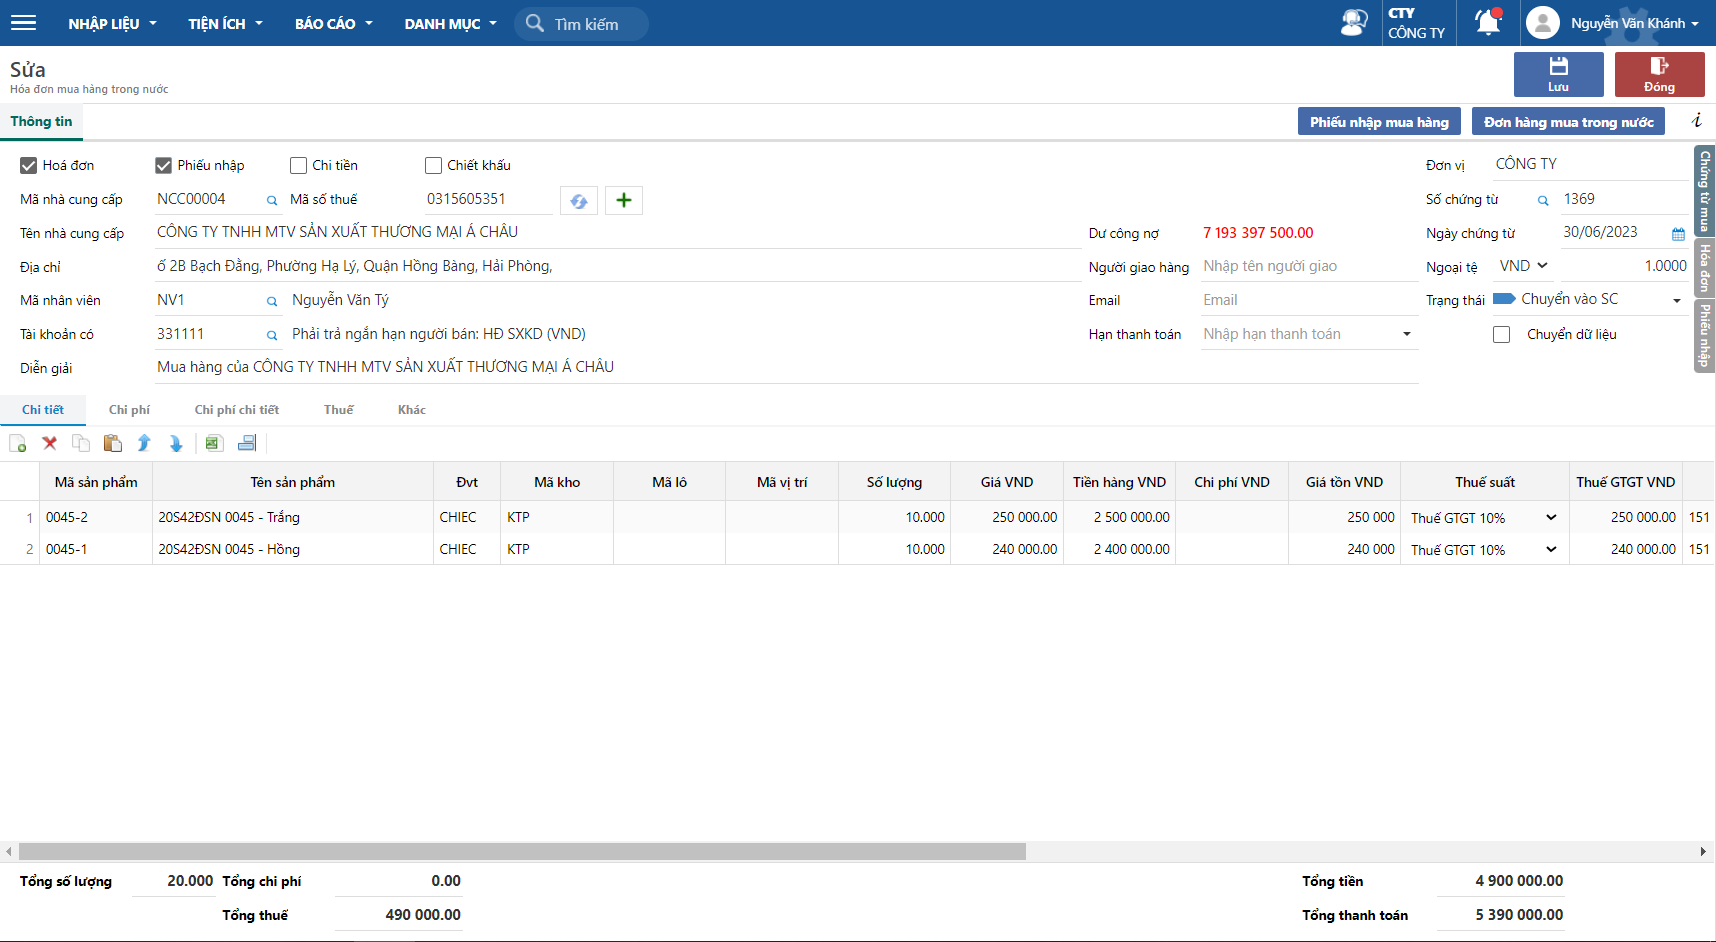 NHẬP LIỆU TIỆN ÍCH BÁO CÁO DANH MỤC Tìm kiếm CTY CÔNG TY Nguyễn Văn Khánh
Sửa
Hóa đơn mua hàng trong nước
Lưu Đóng
Thông tin Phiếu nhập mua hàng Đơn hàng mua trong nước i
Hoá đơn Phiếu nhập Chi tiền Chiết khấu Đơn vị CÔNG TY
Mã nhà cung cấp NCC00004 Mã số thuế 0315605351 Số chứng từ 1369
Tên nhà cung cấp CÔNG TY TNHH MTV SẢN XUẤT THƯƠNG MẠI Á CHÂU Dư công nợ 7 193 397 500.00 Ngày chứng từ 30/06/2023
Địa chỉ ố 2B Bạch Đằng, Phường Hạ Lý, Quận Hồng Bàng, Hải Phòng, Người giao hàng Nhập tên người giao Ngoại tệ VND 1.0000
Mã nhân viên NV1 Nguyễn Văn Tý Email Email Trạng thái Chuyển vào SC
Tài khoản có 331111 Phải trả ngắn hạn người bán: HĐ SXKD (VND) Hạn thanh toán Nhập hạn thanh toán Chuyển dữ liệu
Diễn giải Mua hàng của CÔNG TY TNHH MTV SẢN XUẤT THƯƠNG MẠI Á CHÂU
Chứng từ mua
Hóa đơn
Phiếu nhập
Chi tiết Chi phí Chi phí chi tiết Thuế Khác
Mã sản phẩm Tên sản phẩm Đvt Mã kho Mã lô Mã vị trí Số lượng Giá VND Tiền hàng VND Chi phí VND Giá tồn VND Thuế suất Thuế GTGT VND
1 0045-2 20S42ĐSN 0045 - Trắng CHIEC KTP 10.000 250 000.00 2 500 000.00 250 000 Thuế GTGT 10% 250 000.00 151
2 0045-1 20S42ĐSN 0045 - Hồng CHIEC KTP 10.000 240 000.00 2 400 000.00 240 000 Thuế GTGT 10% 240 000.00 151
Tổng số lượng 20.000 Tổng chi phí 0.00 Tổng tiền 4 900 000.00
Tổng thuế 490 000.00 Tổng thanh toán 5 390 000.00